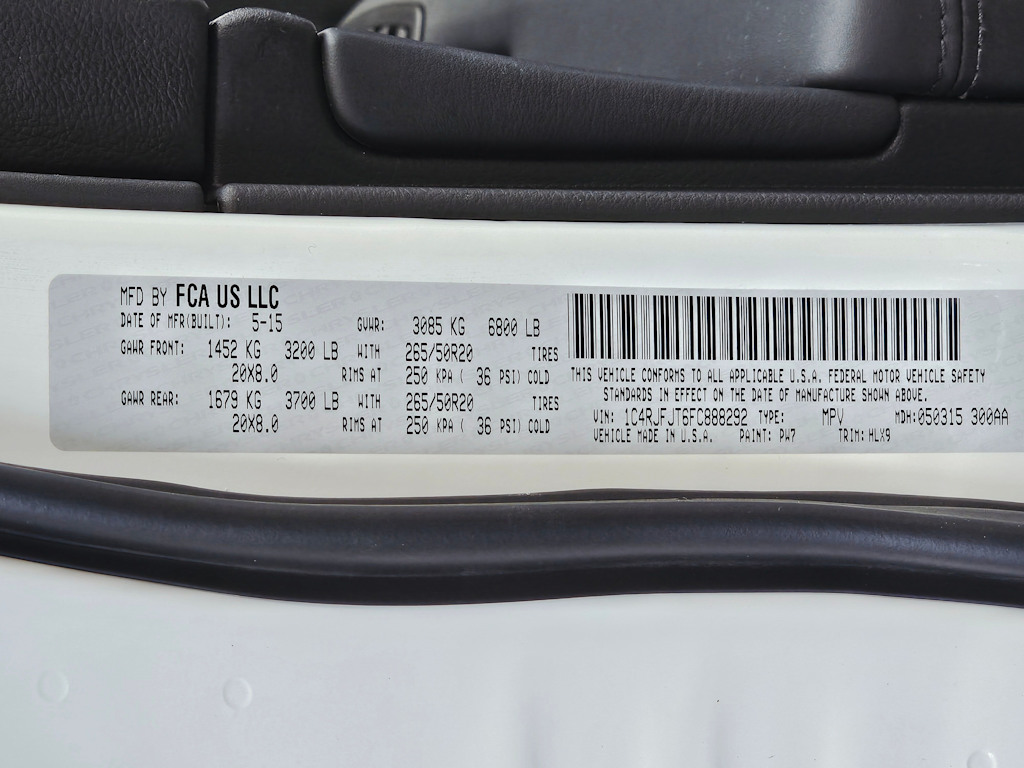 MFD BY FCA US LLC
DATE OF MFR(BUILT): 5-15 GVWR: 3085 KG 6800 LB
GAWR FRONT: 1452 KG 3200 LB WITH 265/50R20 TIRES
20X8.0 RIMS AT 250 KPA ( 36 PSI) COLD
GAWR REAR: 1679 KG 3700 LB WITH 265/50R20 TIRES
20X8.0 RIMS AT 250 KPA ( 36 PSI) COLD
THIS VEHICLE CONFORMS TO ALL APPLICABLE U.S.A. FEDERAL MOTOR VEHICLE SAFETY
STANDARDS IN EFFECT ON THE DATE OF MANUFACTURE SHOWN ABOVE.
VIN: 1C4RJFJT6FC888292 TYPE: MPV MDH:050315 300AA
VEHICLE MADE IN U.S.A. PAINT: PW7 TRIM: HLX9